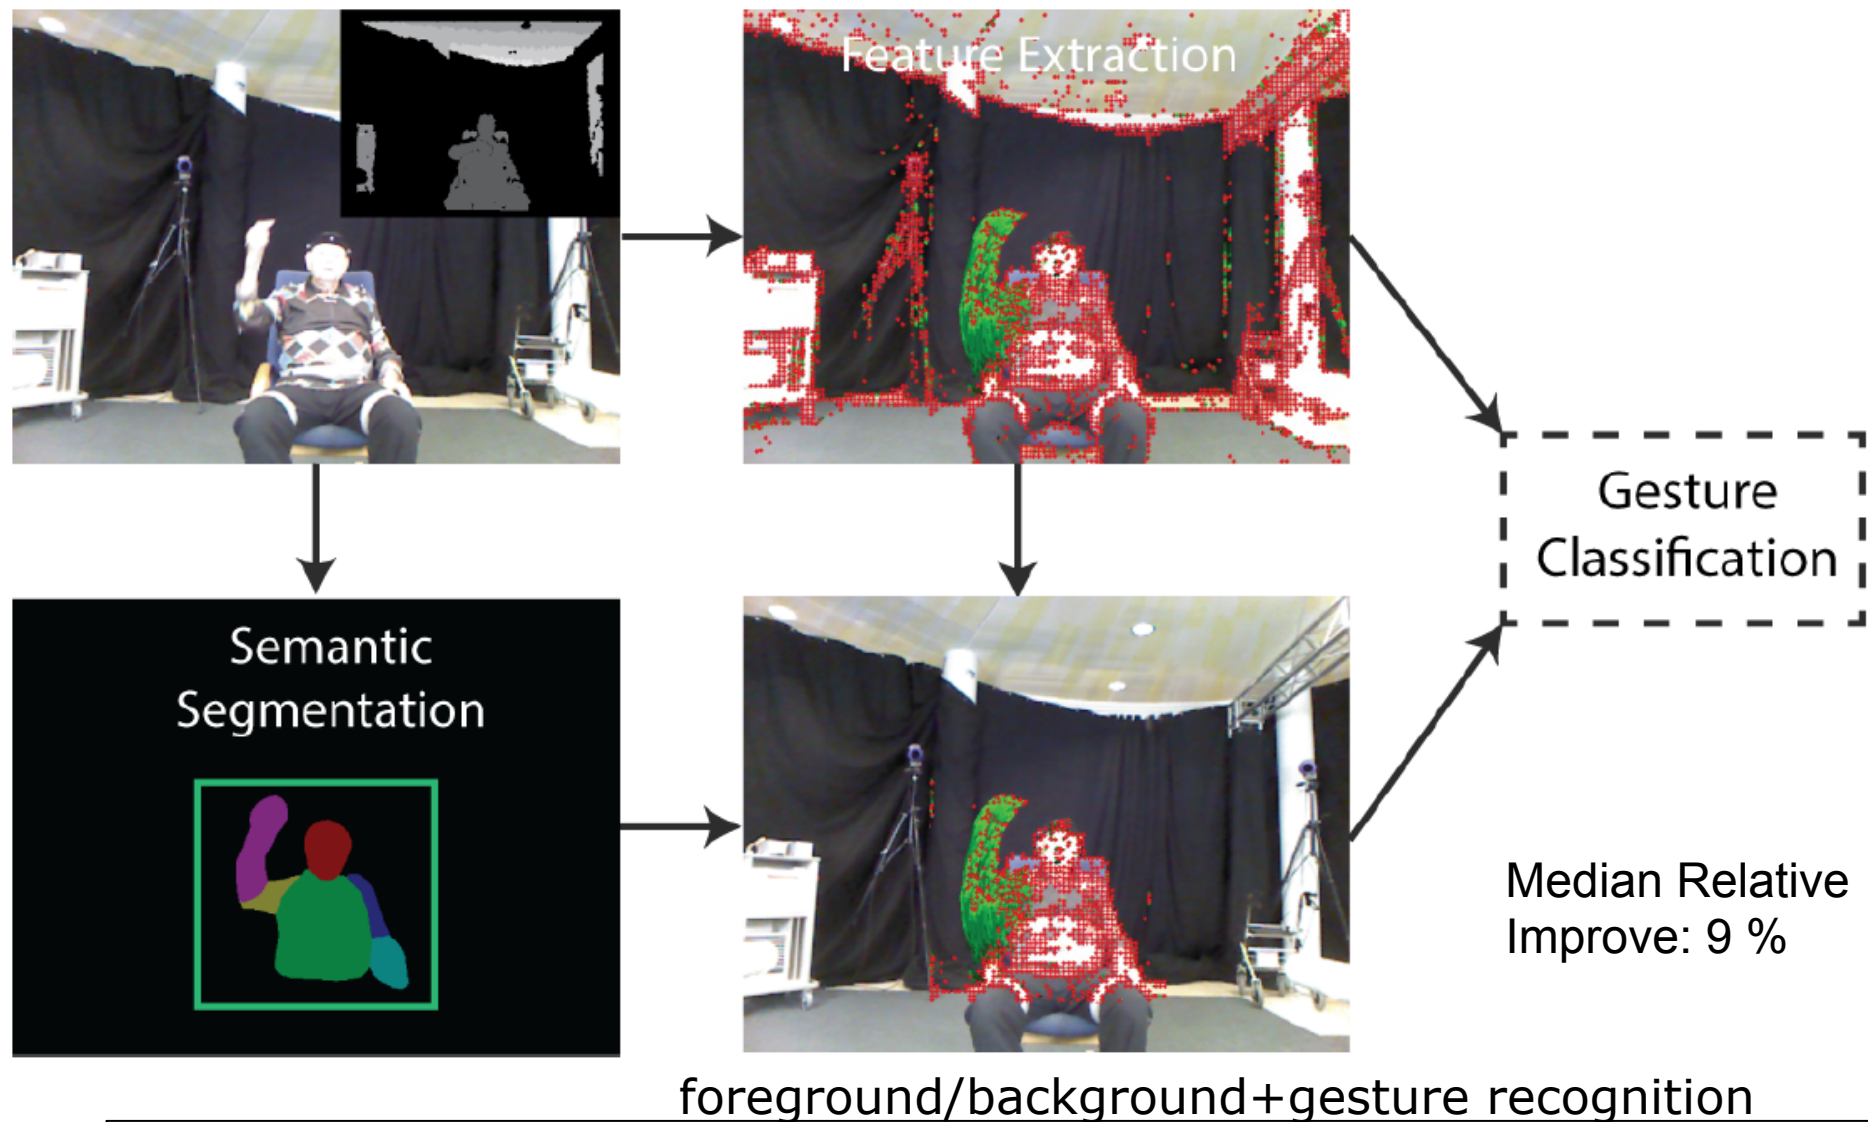 Feature Extraction
Gesture
Classification
Semantic
Segmentation
Median Relative
Improve: 9 %
foreground/background+gesture recognition